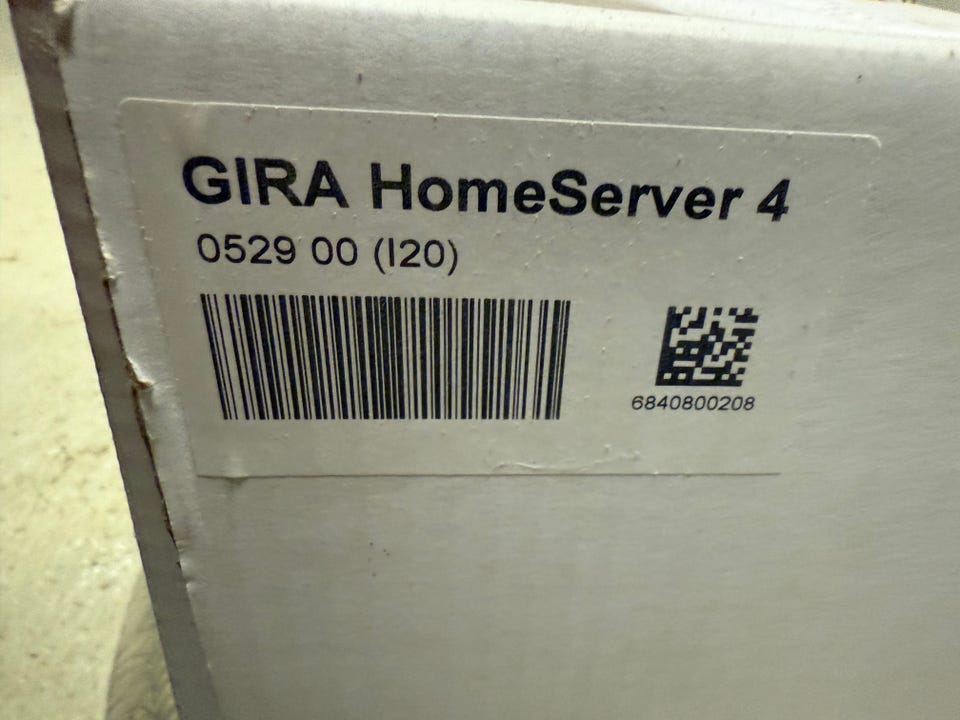 GIRA HomeServer 4
0529 00 (I20)
6840800208